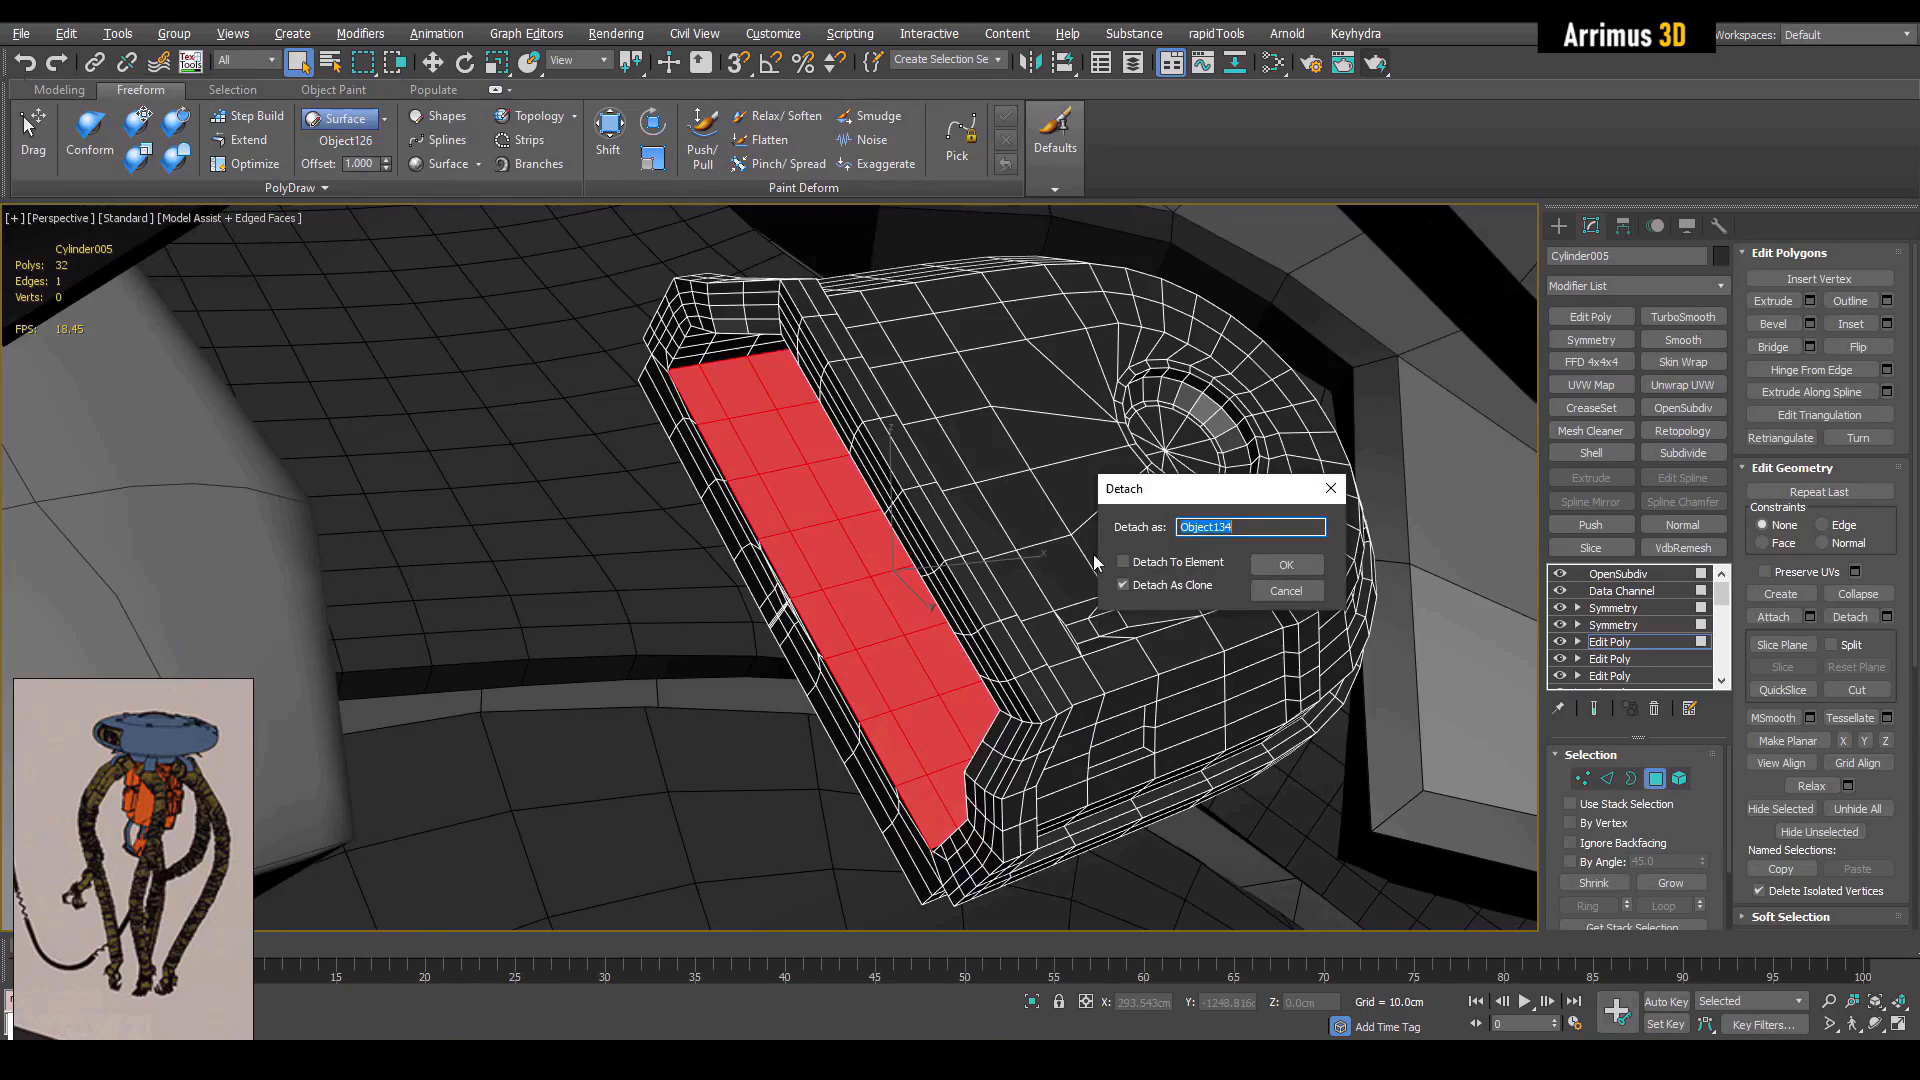 File Edit Tools Group Views Create Modifiers Animation Graph Editors Rendering Civil View Customize Scripting Interactive Content Help Substance rapidTools Arnold Keyhydra
Arrimus 3D
Workspaces: Default
TexTools All View Create Selection Se
Modeling Freeform Selection Object Paint Populate
Drag
Conform
Step Build
Extend
Optimize
Surface
Object126
Offset: 1.000
Shapes
Splines
Surface
Topology
Strips
Branches
Shift
Push/
Pull
Relax/ Soften
Flatten
Pinch/ Spread
Smudge
Noise
Exaggerate
Pick
Defaults
PolyDraw
Paint Deform
[+] [Perspective ] [Standard ] [Model Assist + Edged Faces ]
Cylinder005
Polys: 32
Edges: 1
Verts: 0
FPS: 18.45
z
x
Detach
Detach as: Object134
Detach To Element
OK
Detach As Clone
Cancel
Cylinder005
Modifier List
Edit Poly TurboSmooth
Symmetry Smooth
FFD 4x4x4 Skin Wrap
UVW Map Unwrap UVW
CreaseSet OpenSubdiv
Mesh Cleaner Retopology
Shell Subdivide
Extrude Edit Spline
Spline Mirror Spline Chamfer
Push Normal
Slice VdbRemesh
OpenSubdiv
Data Channel
Symmetry
Symmetry
Edit Poly
Edit Poly
Edit Poly
Selection
Use Stack Selection
By Vertex
Ignore Backfacing
By Angle: 45.0
Shrink Grow
Ring Loop
Get Stack Selection
Edit Polygons
Insert Vertex
Extrude Outline
Bevel Inset
Bridge Flip
Hinge From Edge
Extrude Along Spline
Edit Triangulation
Retriangulate Turn
Edit Geometry
Repeat Last
Constraints
None Edge
Face Normal
Preserve UVs
Create Collapse
Attach Detach
Slice Plane Split
Slice Reset Plane
QuickSlice Cut
MSmooth Tessellate
Make Planar X Y Z
View Align Grid Align
Relax
Hide Selected Unhide All
Hide Unselected
Named Selections:
Copy Paste
Delete Isolated Vertices
Soft Selection
15 20 25 30 35 40 45 50 55 60 65 70 75 80 85 90 95 100
X: 293.543cm Y: -1248.816c Z: 0.0cm Grid = 10.0cm
Add Time Tag
0
Auto Key Selected
Set Key Key Filters...